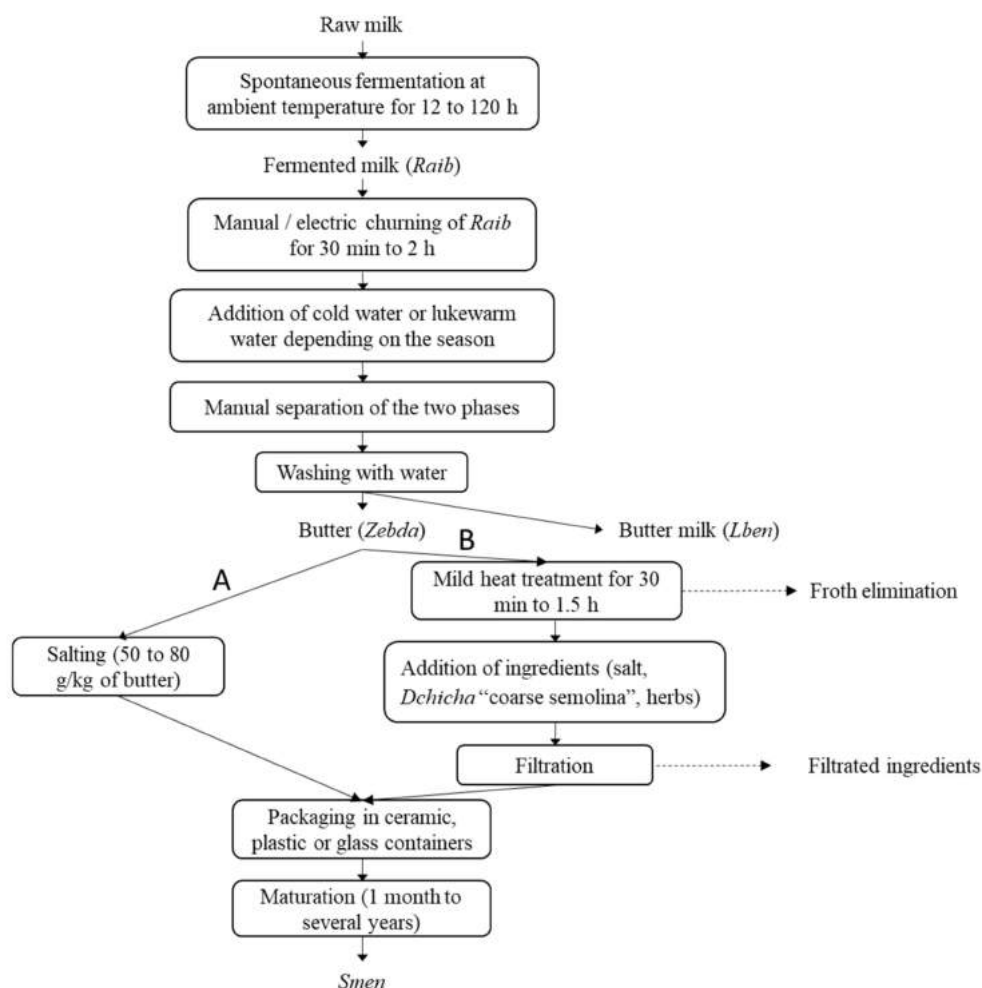 Raw milk
Spontaneous fermentation at
ambient temperature for 12 to 120 h
Fermented milk (Raib)
Manual / electric churning of Raib
for 30 min to 2 h
Addition of cold water or lukewarm
water depending on the season
Manual separation of the two phases
Washing with water
Butter (Zebda)
Butter milk (Lben)
A
B
Mild heat treatment for 30
min to 1.5 h
Froth elimination
Salting (50 to 80
g/kg of butter)
Addition of ingredients (salt,
Dchicha “coarse semolina”, herbs)
Filtration
Filtrated ingredients
Packaging in ceramic,
plastic or glass containers
Maturation (1 month to
several years)
Smen